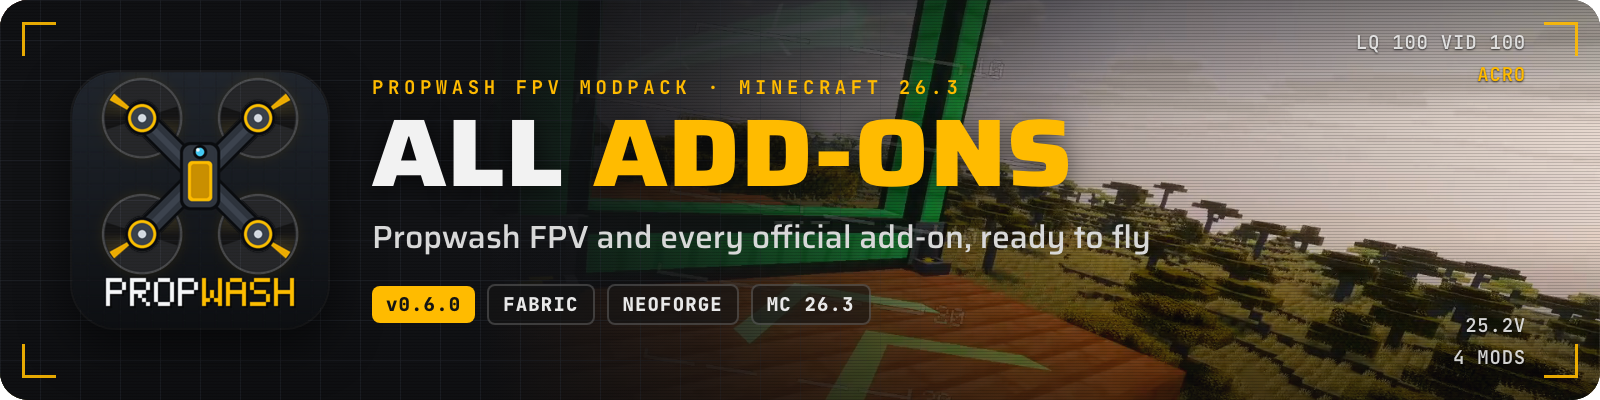 LQ 100 VID 100
ACRO
PROPWASH FPV MODPACK · MINECRAFT 26.3
ALL ADD-ONS
Propwash FPV and every official add-on, ready to fly
PROPWASH
v0.6.0 FABRIC NEOFORGE MC 26.3
25.2V
4 MODS